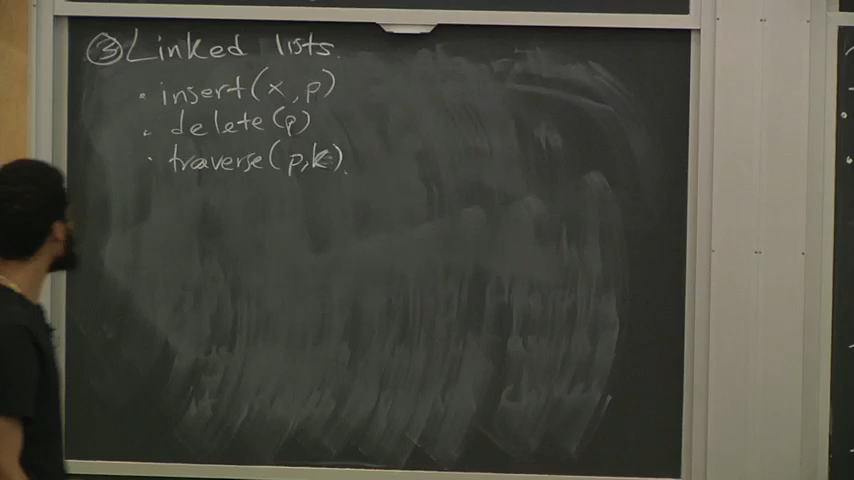 ③ Linked lists.
• insert(x, p)
• delete(p)
• traverse(p, k).